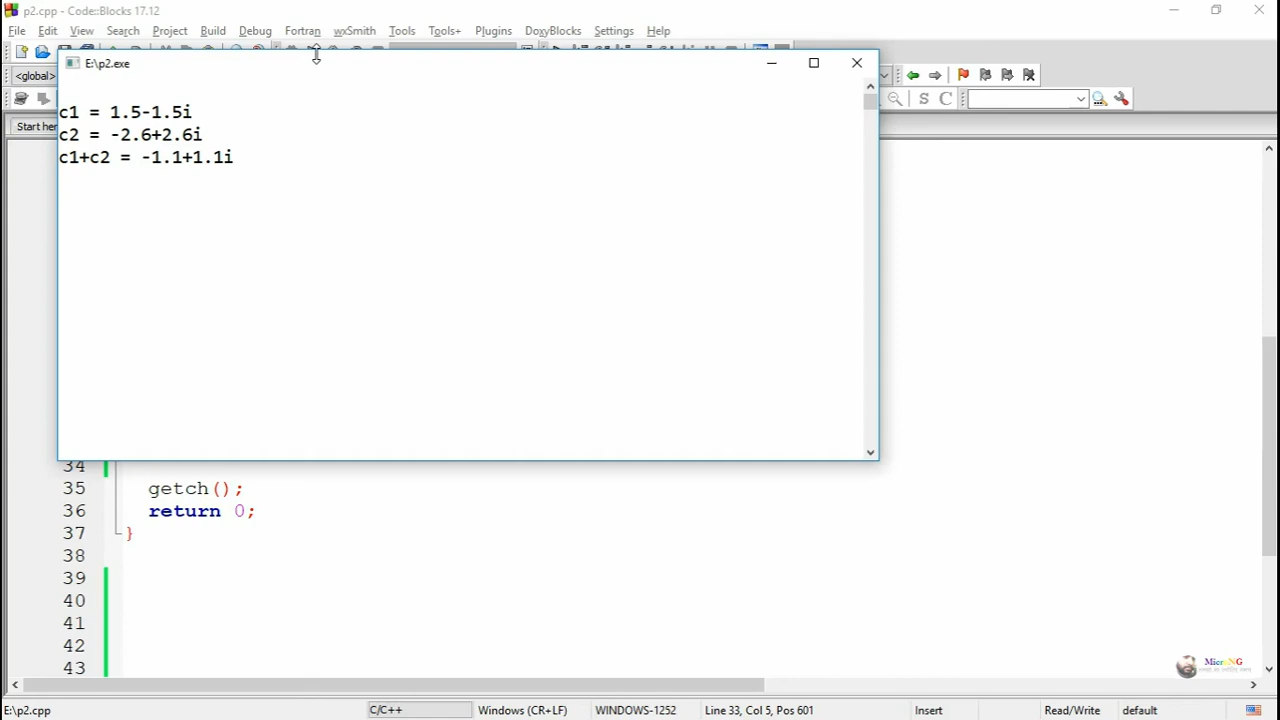 p2.cpp - Code::Blocks 17.12
File Edit View Search Project Build Debug Fortran wxSmith Tools Tools+ Plugins DoxyBlocks Settings Help
<global>
E:\p2.exe
S C
Start her
c1 = 1.5-1.5i
c2 = -2.6+2.6i
c1+c2 = -1.1+1.1i
34
35 getch();
36 return 0;
37 }
38
39
40
41
42
43
MicroNG
E:\p2.cpp C/C++ Windows (CR+LF) WINDOWS-1252 Line 33, Col 5, Pos 601 Insert Read/Write default